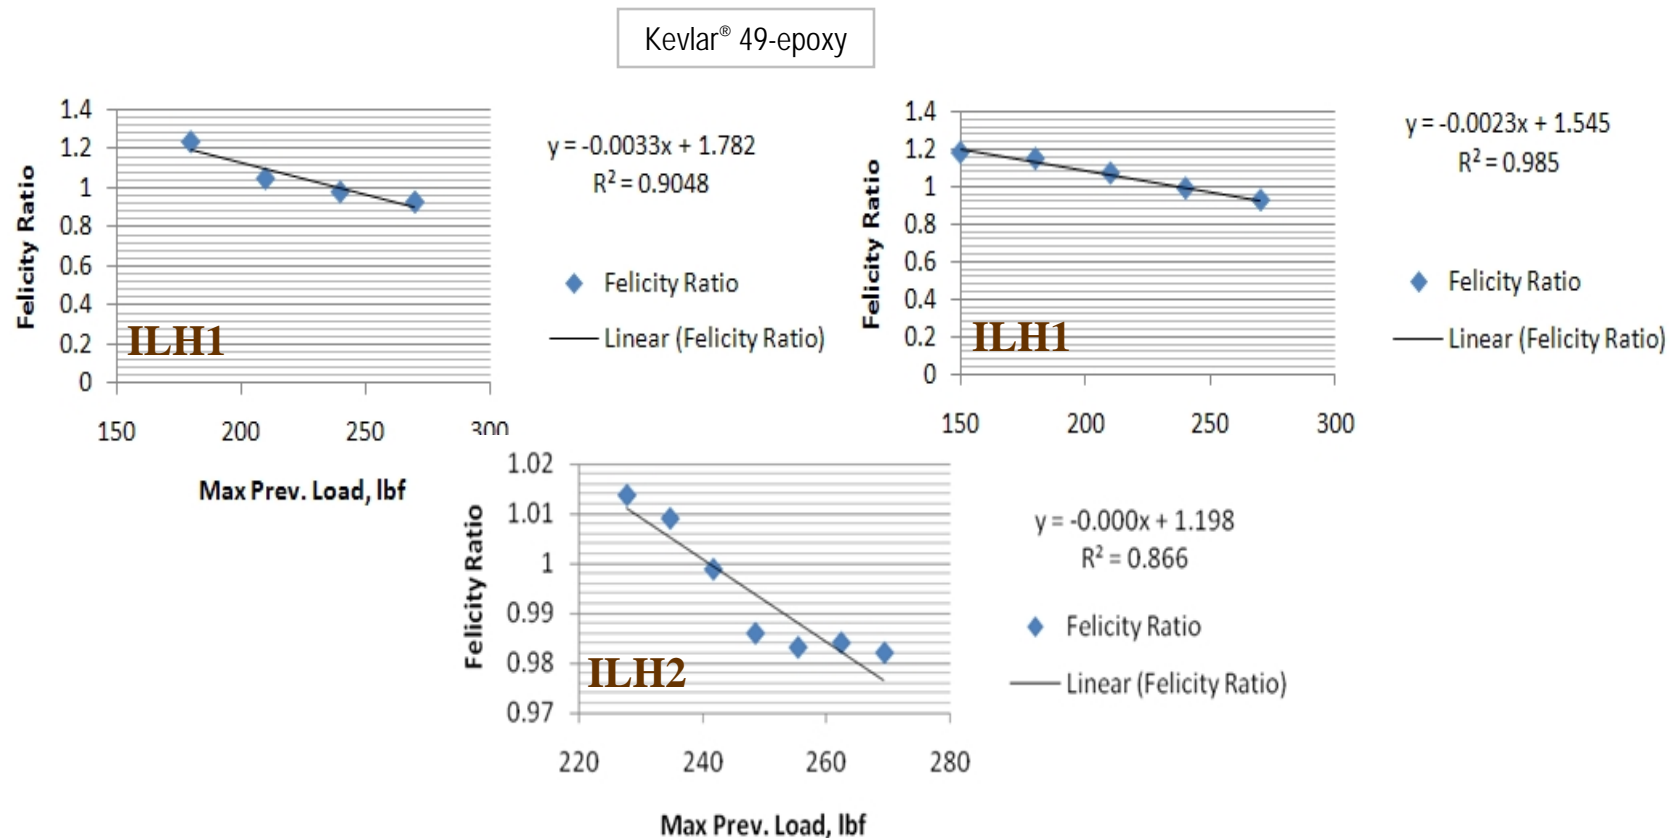 Kevlar® 49-epoxy
1.4
1.2
1
0.8
0.6
0.4
0.2
0
Felicity Ratio
ILH1
150 200 250 300
Max Prev. Load, lbf
y = -0.0033x + 1.782
R² = 0.9048
Felicity Ratio
Linear (Felicity Ratio)
1.4
1.2
1
0.8
0.6
0.4
0.2
0
Felicity Ratio
ILH1
150 200 250 300
y = -0.0023x + 1.545
R² = 0.985
Felicity Ratio
Linear (Felicity Ratio)
1.02
1.01
1
0.99
0.98
0.97
Felicity Ratio
ILH2
220 240 260 280
Max Prev. Load, lbf
y = -0.000x + 1.198
R² = 0.866
Felicity Ratio
Linear (Felicity Ratio)